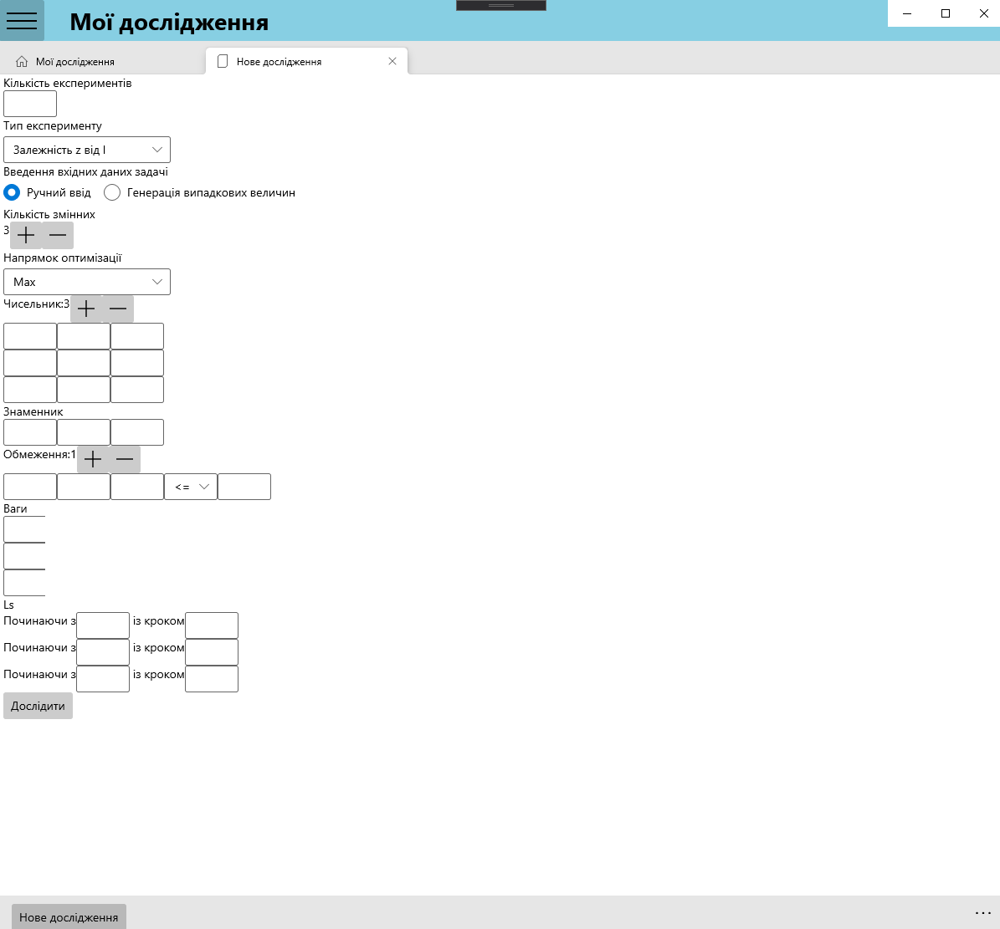 Мої дослідження
Мої дослідження
Нове дослідження
Кількість експериментів
Тип експерименту
Залежність z від l
Введення вхідних даних задачі
Ручний ввід Генерація випадкових величин
Кількість змінних
3
Напрямок оптимізації
Max
Чисельник:3
Знаменник
Обмеження:1
<=
Ваги
Ls
Починаючи з із кроком
Починаючи з із кроком
Починаючи з із кроком
Дослідити
Нове дослідження